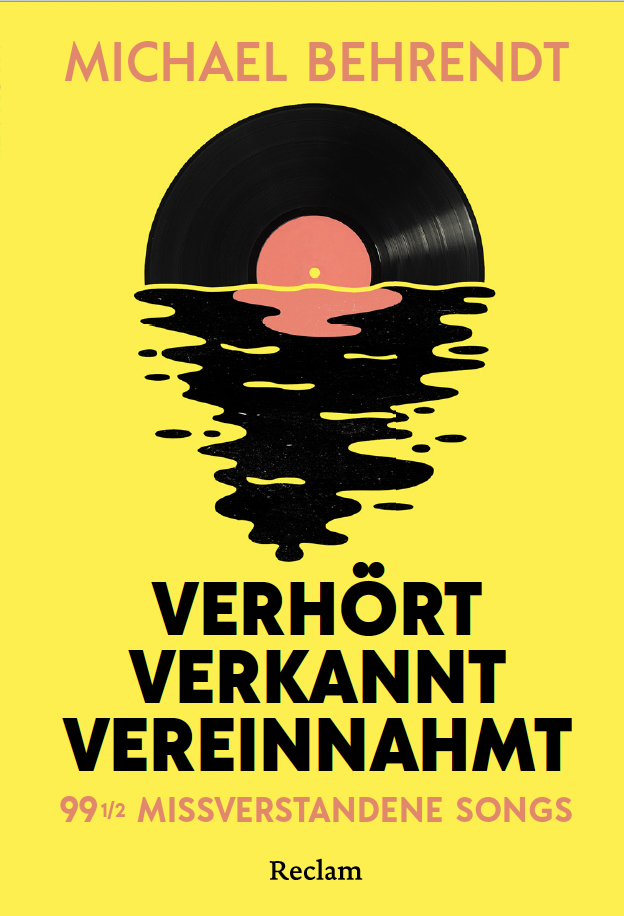 MICHAEL BEHRENDT
VERHÖRT
VERKANNT
VEREINNAHMT
99 1/2 MISSVERSTANDENE SONGS
Reclam